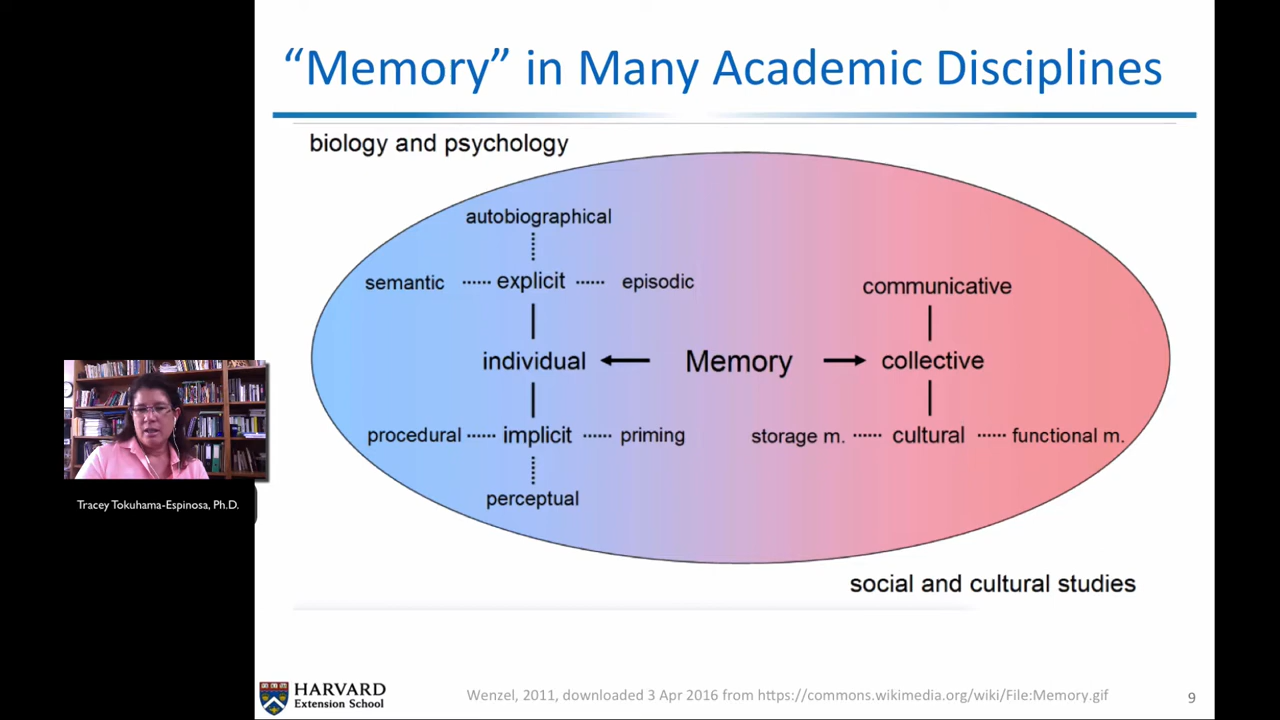 “Memory” in Many Academic Disciplines
biology and psychology
autobiographical
semantic explicit episodic
communicative
individual Memory collective
procedural implicit priming
storage m. cultural functional m.
perceptual
Tracey Tokuhama-Espinosa, Ph.D.
social and cultural studies
HARVARD
Extension School
Wenzel, 2011, downloaded 3 Apr 2016 from https://commons.wikimedia.org/wiki/File:Memory.gif
9